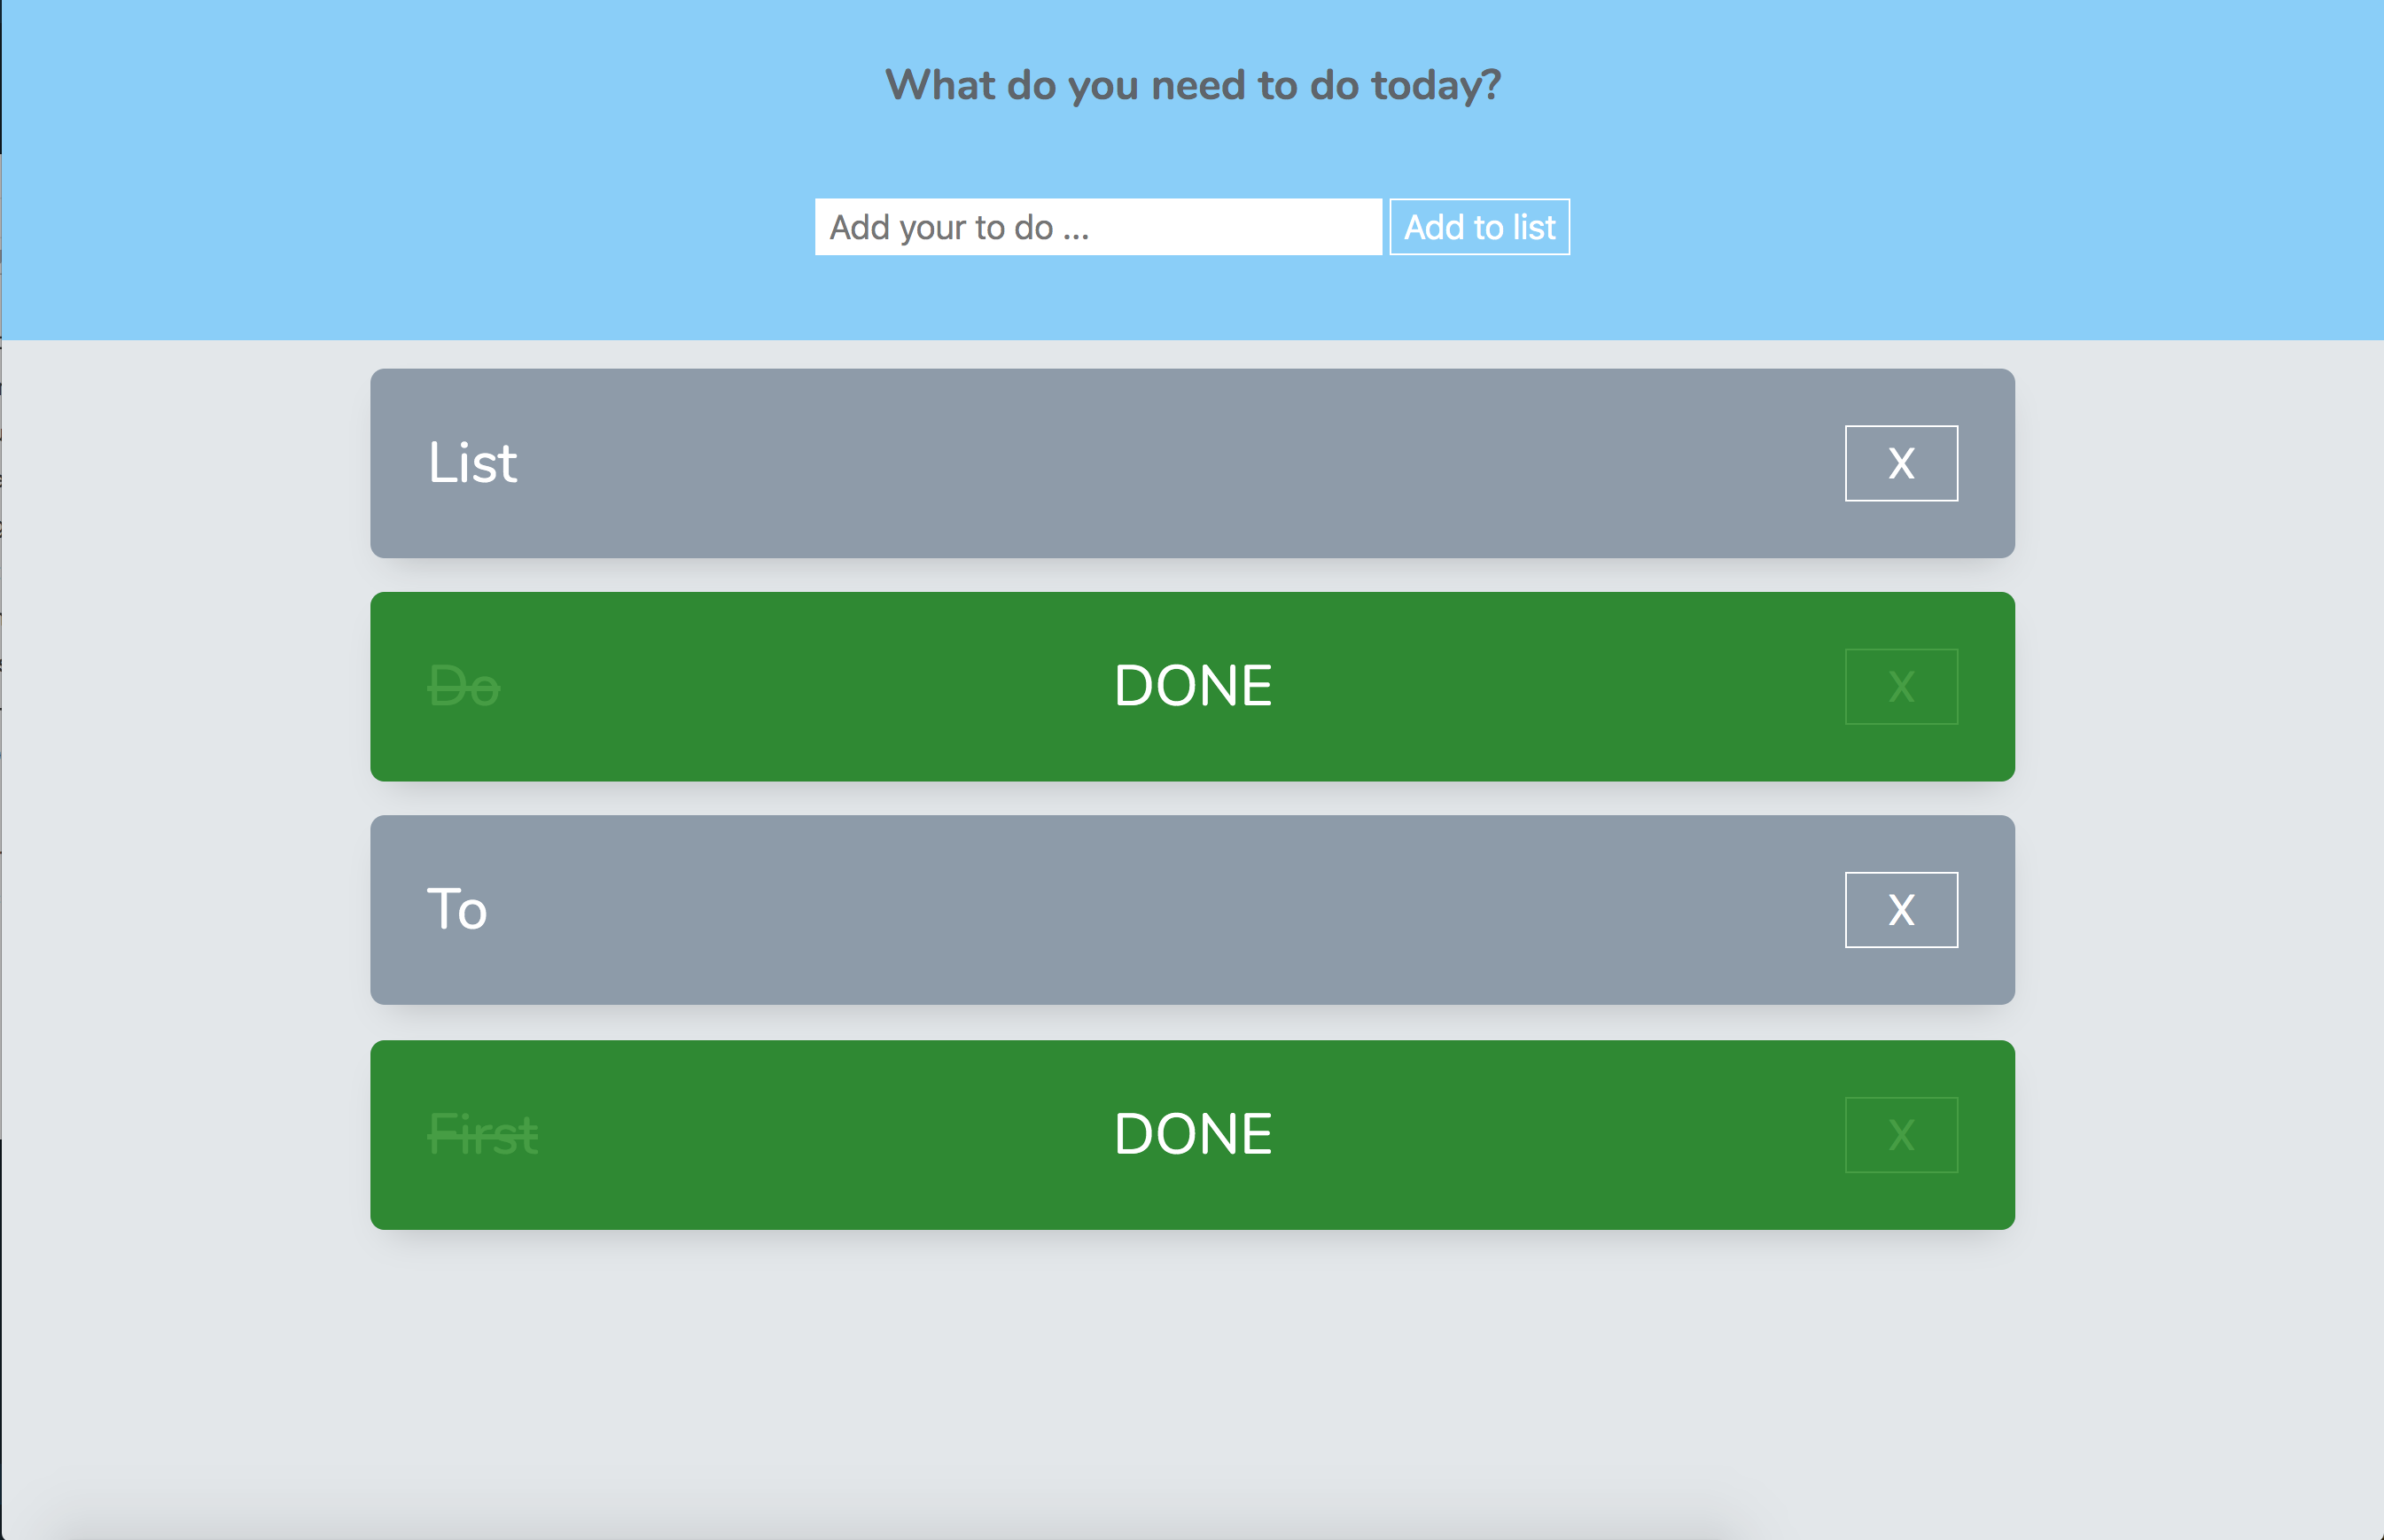 What do you need to do today?
Add your to do ...
Add to list
List
X
Do
DONE
X
To
X
First
DONE
X